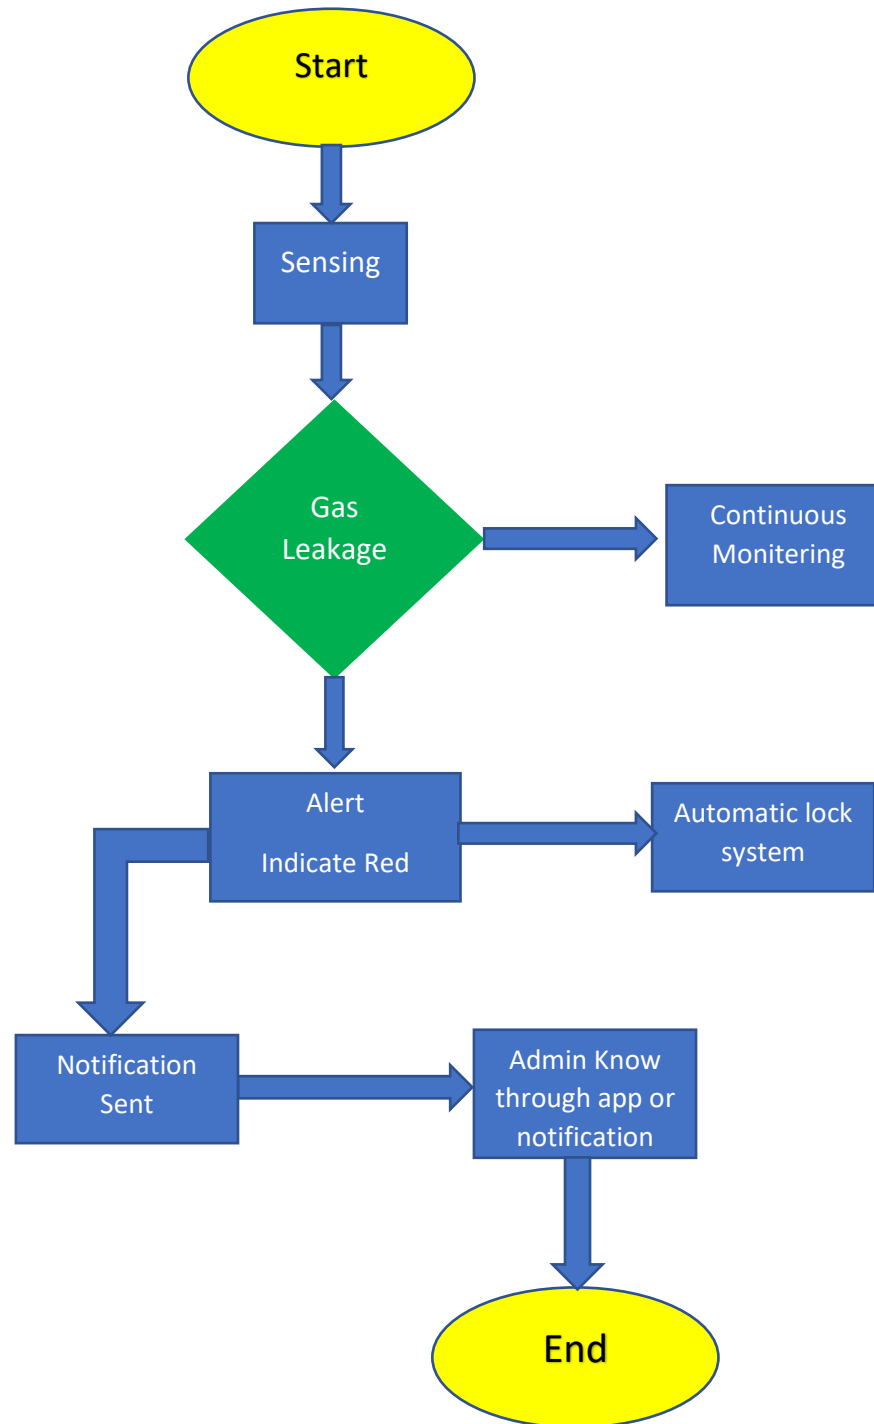 Start
Sensing
Gas
Leakage
Continuous
Monitering
Alert
Indicate Red
Automatic lock
system
Notification
Sent
Admin Know
through app or
notification
End